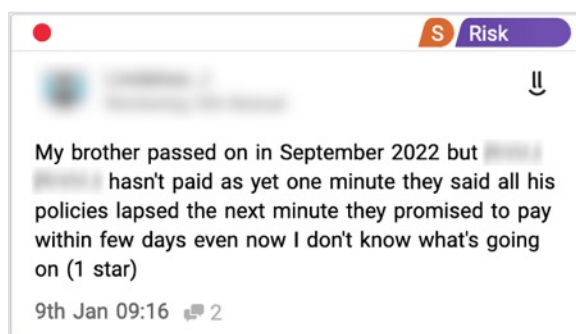 S Risk
My brother passed on in September 2022 but
hasn't paid as yet one minute they said all his
policies lapsed the next minute they promised to pay
within few days even now I don't know what's going
on (1 star)
9th Jan 09:16 2